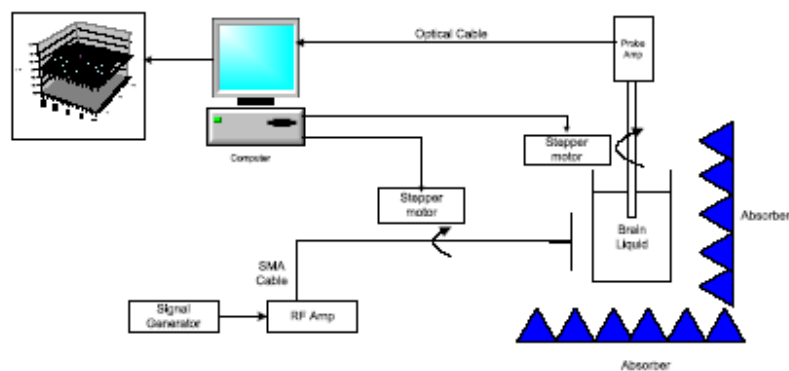 Optical Cable
Probe
Amp
Computer
Stepper
motor
Stepper
motor
Brain
Liquid
Absorber
SMA
Cable
Signal
Generator
RF Amp
Absorber